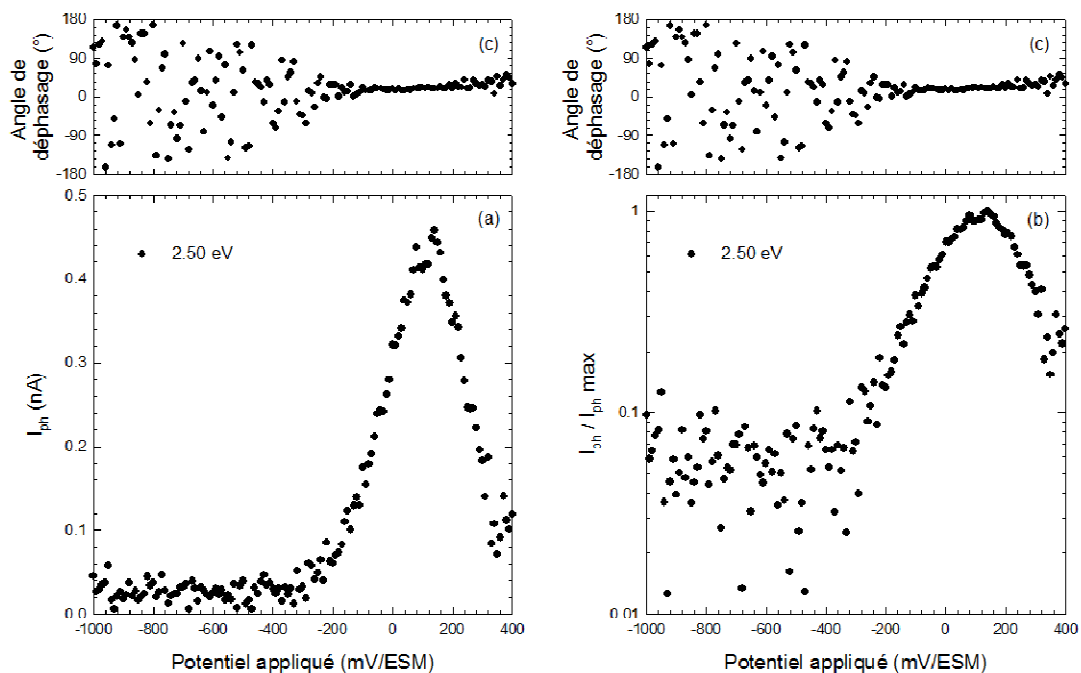 180
90
0
-90
-180
Angle de
déphasage (°)
(c)
0.5
0.4
0.3
0.2
0.1
0.0
I ph (nA)
2.50 eV
(a)
-1000 -800 -600 -400 -200 0 200 400
Potentiel appliqué (mV/ESM)
180
90
0
-90
-180
Angle de
déphasage (°)
(c)
1
0.1
0.01
I ph / I ph max
2.50 eV
(b)
-1000 -800 -600 -400 -200 0 200 400
Potentiel appliqué (mV/ESM)